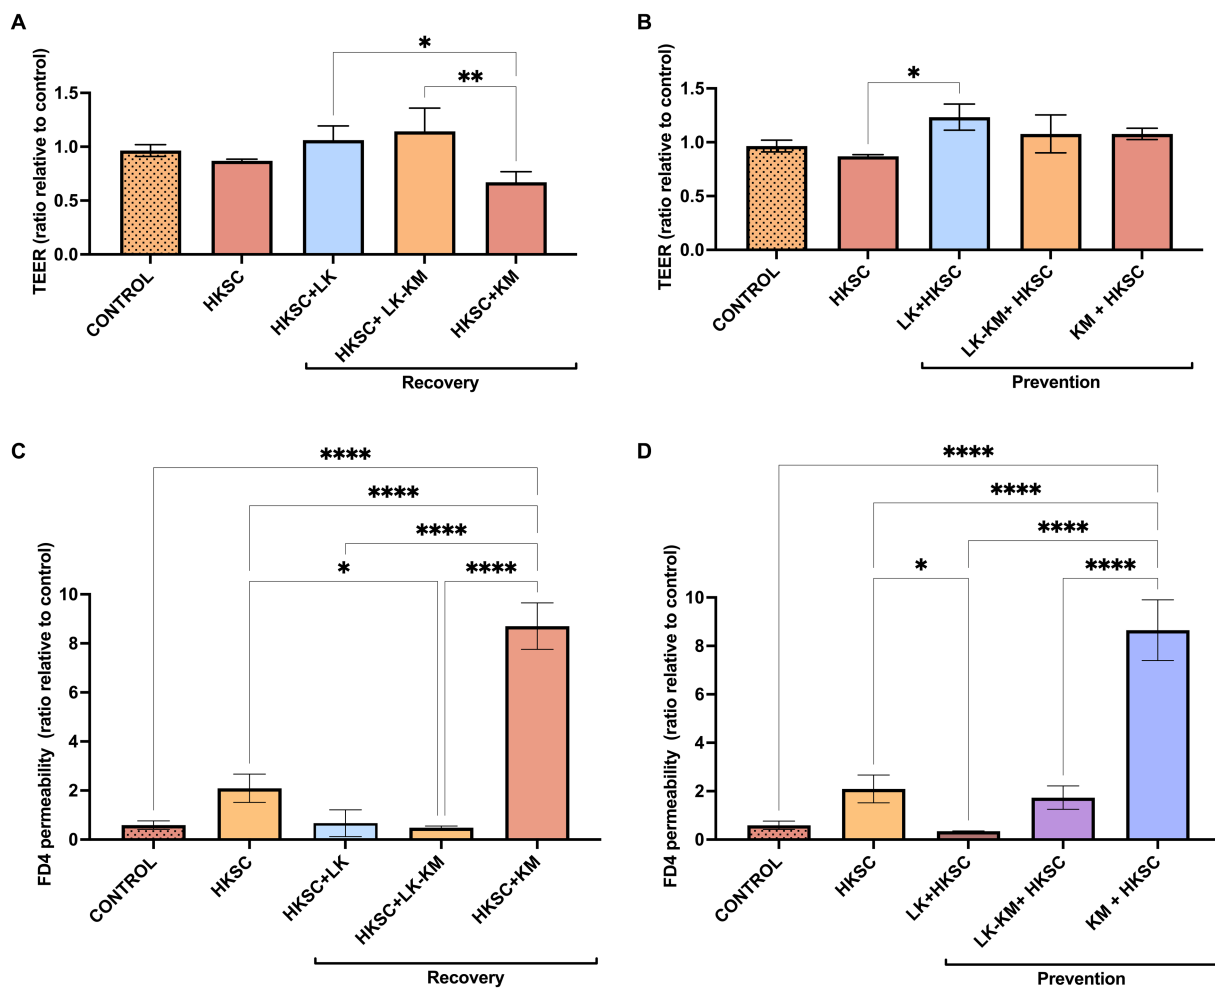 A
TEER (ratio relative to control)
1.5
1.0
0.5
0.0
*
**
CONTROL
HKSC
HKSC+LK
HKSC+ LK-KM
HKSC+KM
Recovery
B
TEER (ratio relative to control)
1.5
1.0
0.5
0.0
*
CONTROL
HKSC
LK+HKSC
LK-KM+ HKSC
KM + HKSC
Prevention
C
FD4 permeability (ratio relative to control)
10
8
6
4
2
0
****
****
****
*
****
CONTROL
HKSC
HKSC+LK
HKSC+LK-KM
HKSC+KM
Recovery
D
FD4 permeability (ratio relative to control)
10
8
6
4
2
0
****
****
****
*
****
CONTROL
HKSC
LK+HKSC
LK-KM+ HKSC
KM + HKSC
Prevention